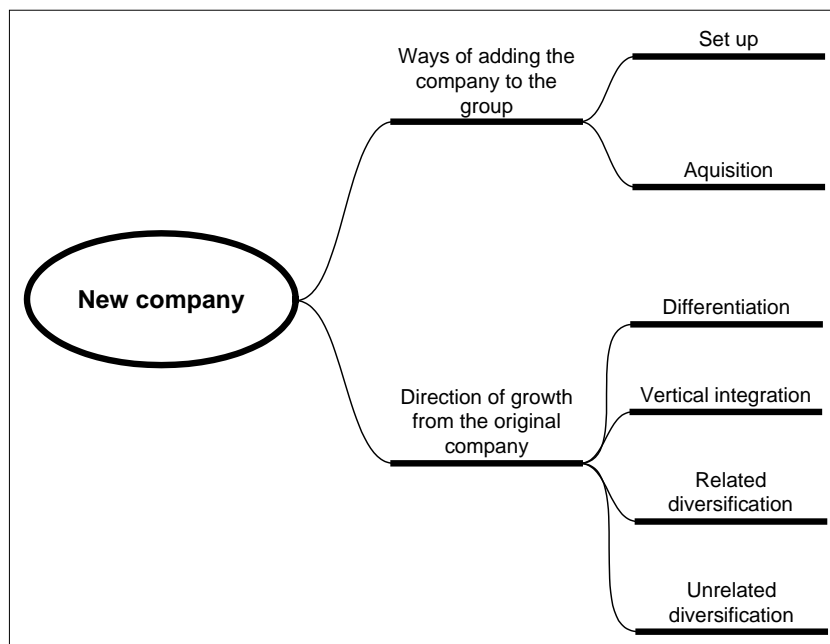 New company
Ways of adding the
company to the
group
Set up
Aquisition
Direction of growth
from the original
company
Differentiation
Vertical integration
Related
diversification
Unrelated
diversification